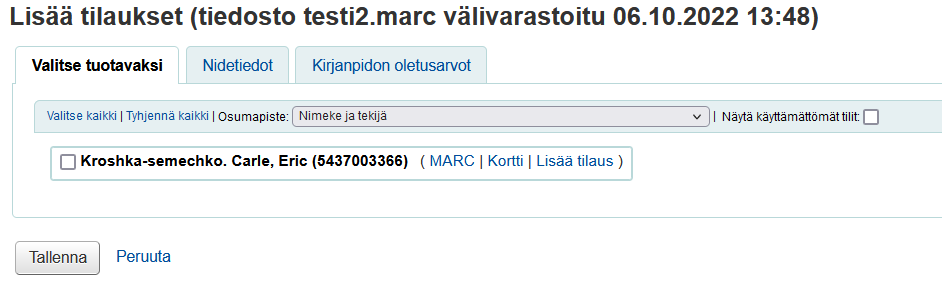 Lisää tilaukset (tiedosto testi2.marc välivarastoitu 06.10.2022 13:48)
Valitse tuotavaksi Nidetiedot Kirjanpidon oletusarvot
Valitse kaikki | Tyhjennä kaikki | Osumapiste: Nimeke ja tekijä | Näytä käyttämättömät tilit:
Kroshka-semechko. Carle, Eric (5437003366) ( MARC | Kortti | Lisää tilaus )
Tallenna Peruuta